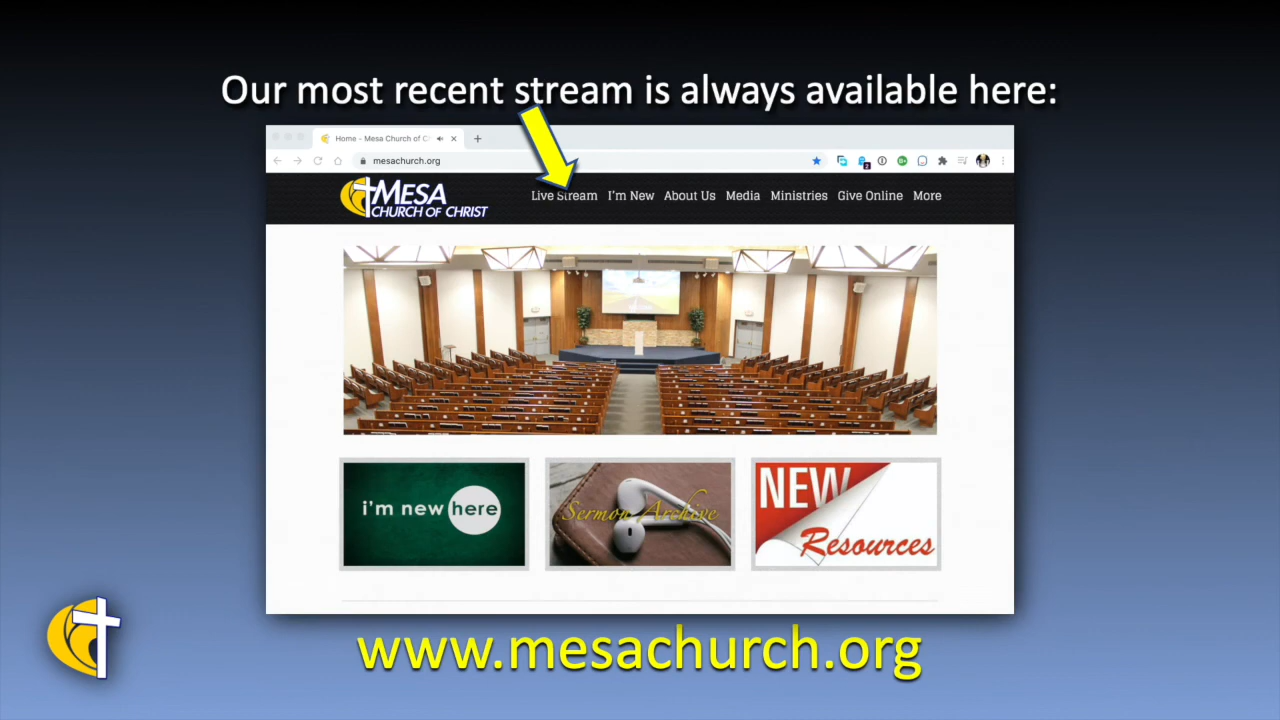 Our most recent stream is always available here:
Home - Mesa Church of C
mesachurch.org
2
MESA
CHURCH OF CHRIST
Live Stream I'm New About Us Media Ministries Give Online More
i'm new here
Sermon Archive
NEW
Resources
www.mesachurch.org